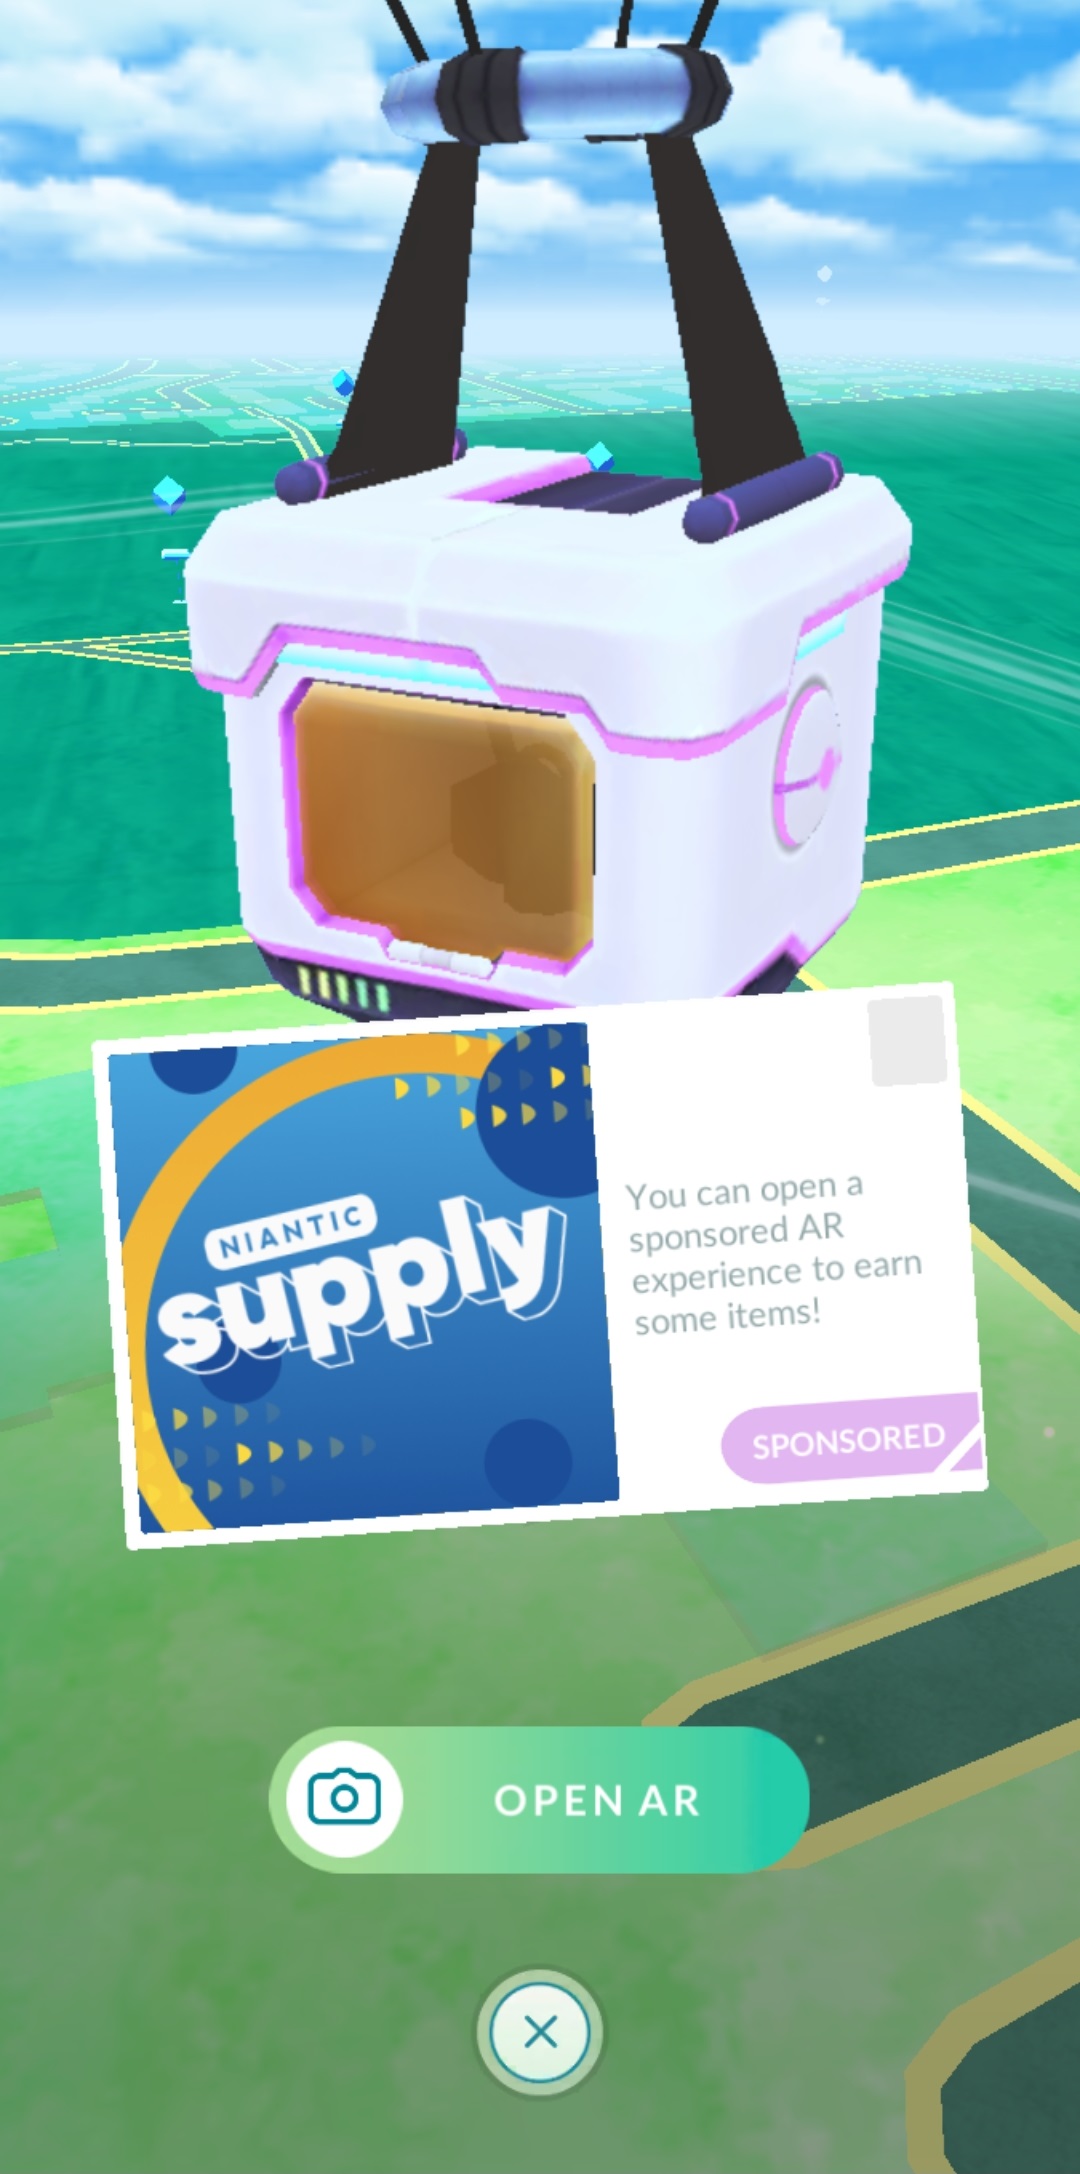 NIANTIC
supply
You can open a
sponsored AR
experience to earn
some items!
SPONSORED
OPEN AR